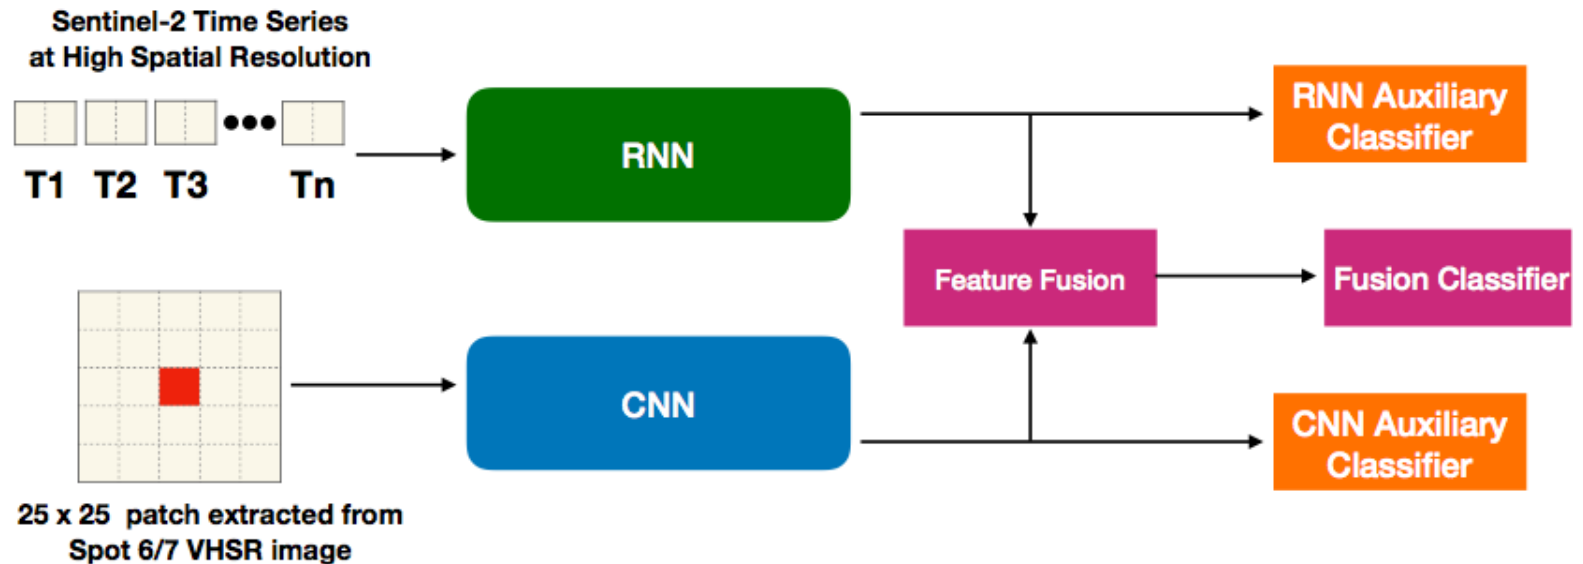 Sentinel-2 Time Series
at High Spatial Resolution
T1 T2 T3 Tn
RNN
RNN Auxiliary
Classifier
Feature Fusion
Fusion Classifier
CNN
CNN Auxiliary
Classifier
25 x 25 patch extracted from
Spot 6/7 VHSR image